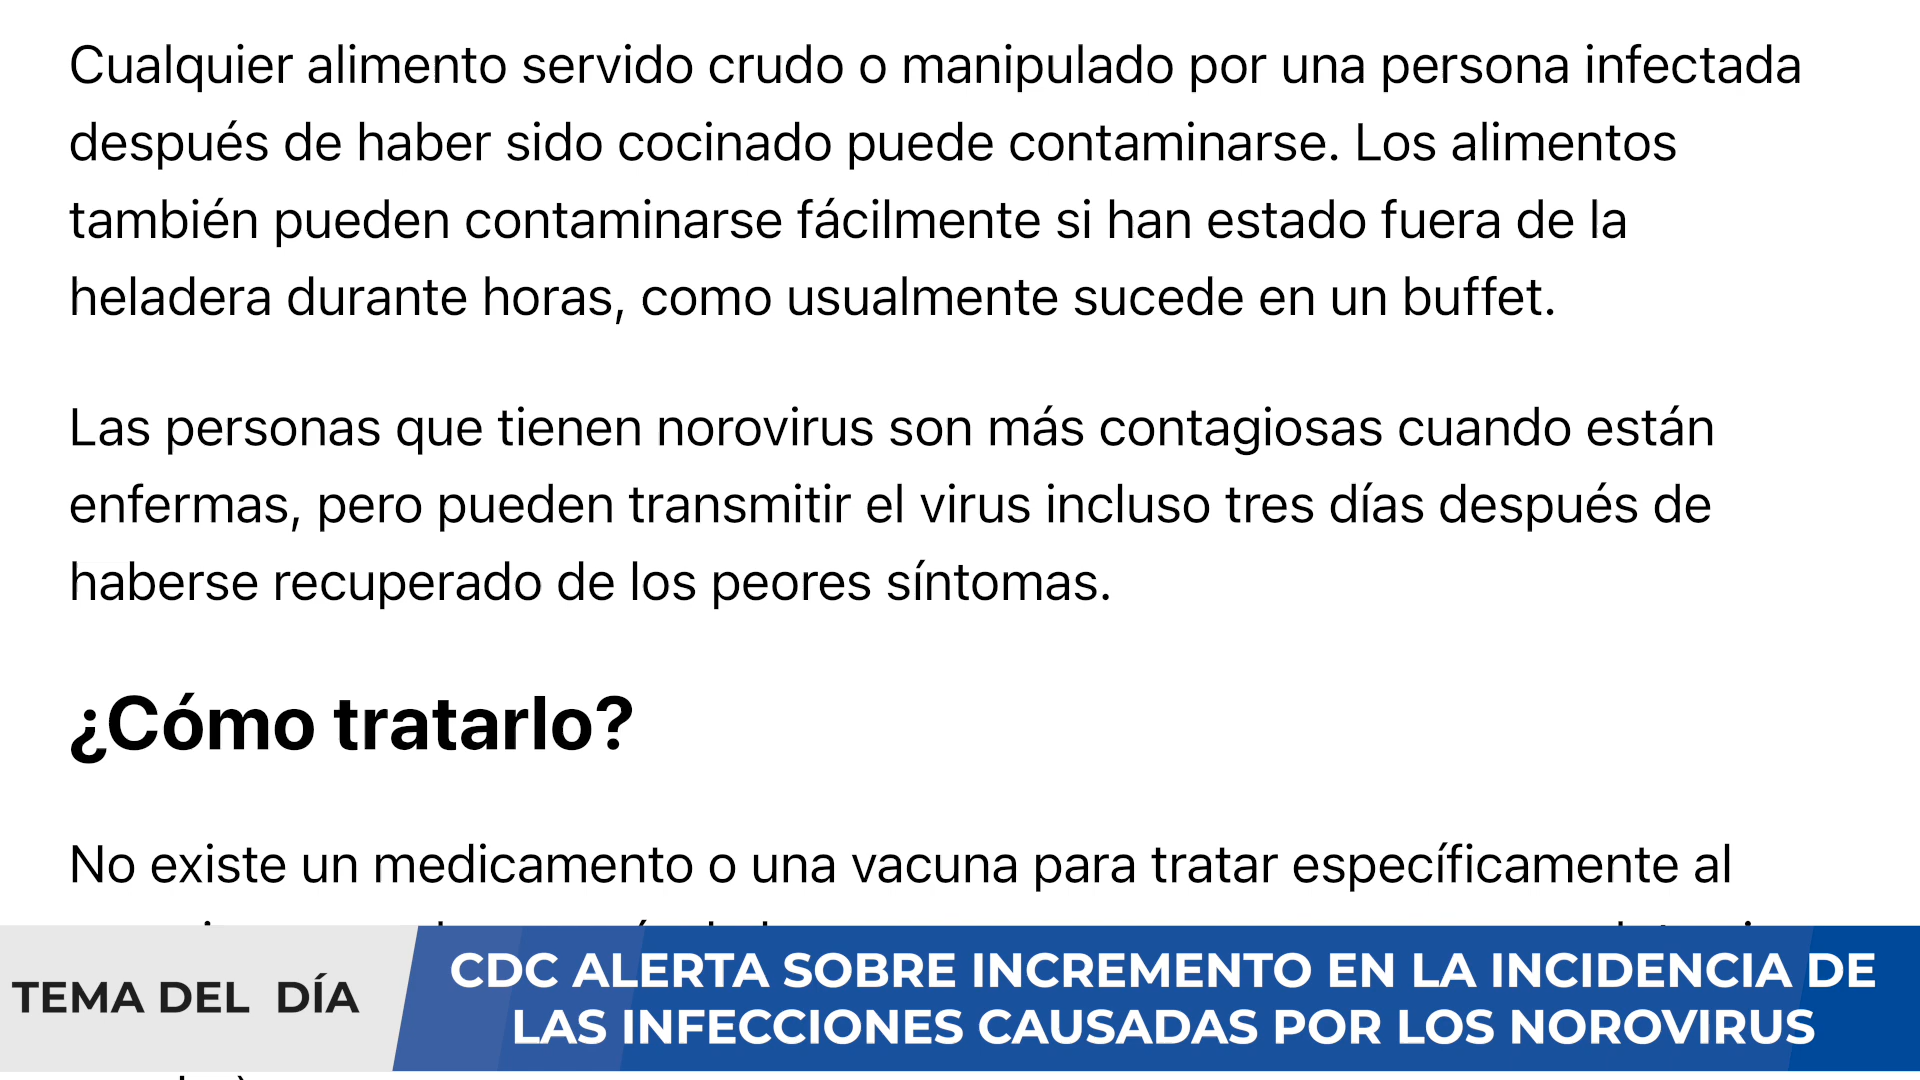 Cualquier alimento servido crudo o manipulado por una persona infectada
después de haber sido cocinado puede contaminarse. Los alimentos
también pueden contaminarse fácilmente si han estado fuera de la
heladera durante horas, como usualmente sucede en un buffet.
Las personas que tienen norovirus son más contagiosas cuando están
enfermas, pero pueden transmitir el virus incluso tres días después de
haberse recuperado de los peores síntomas.
¿Cómo tratarlo?
No existe un medicamento o una vacuna para tratar específicamente al
TEMA DEL DÍA
CDC ALERTA SOBRE INCREMENTO EN LA INCIDENCIA DE
LAS INFECCIONES CAUSADAS POR LOS NOROVIRUS